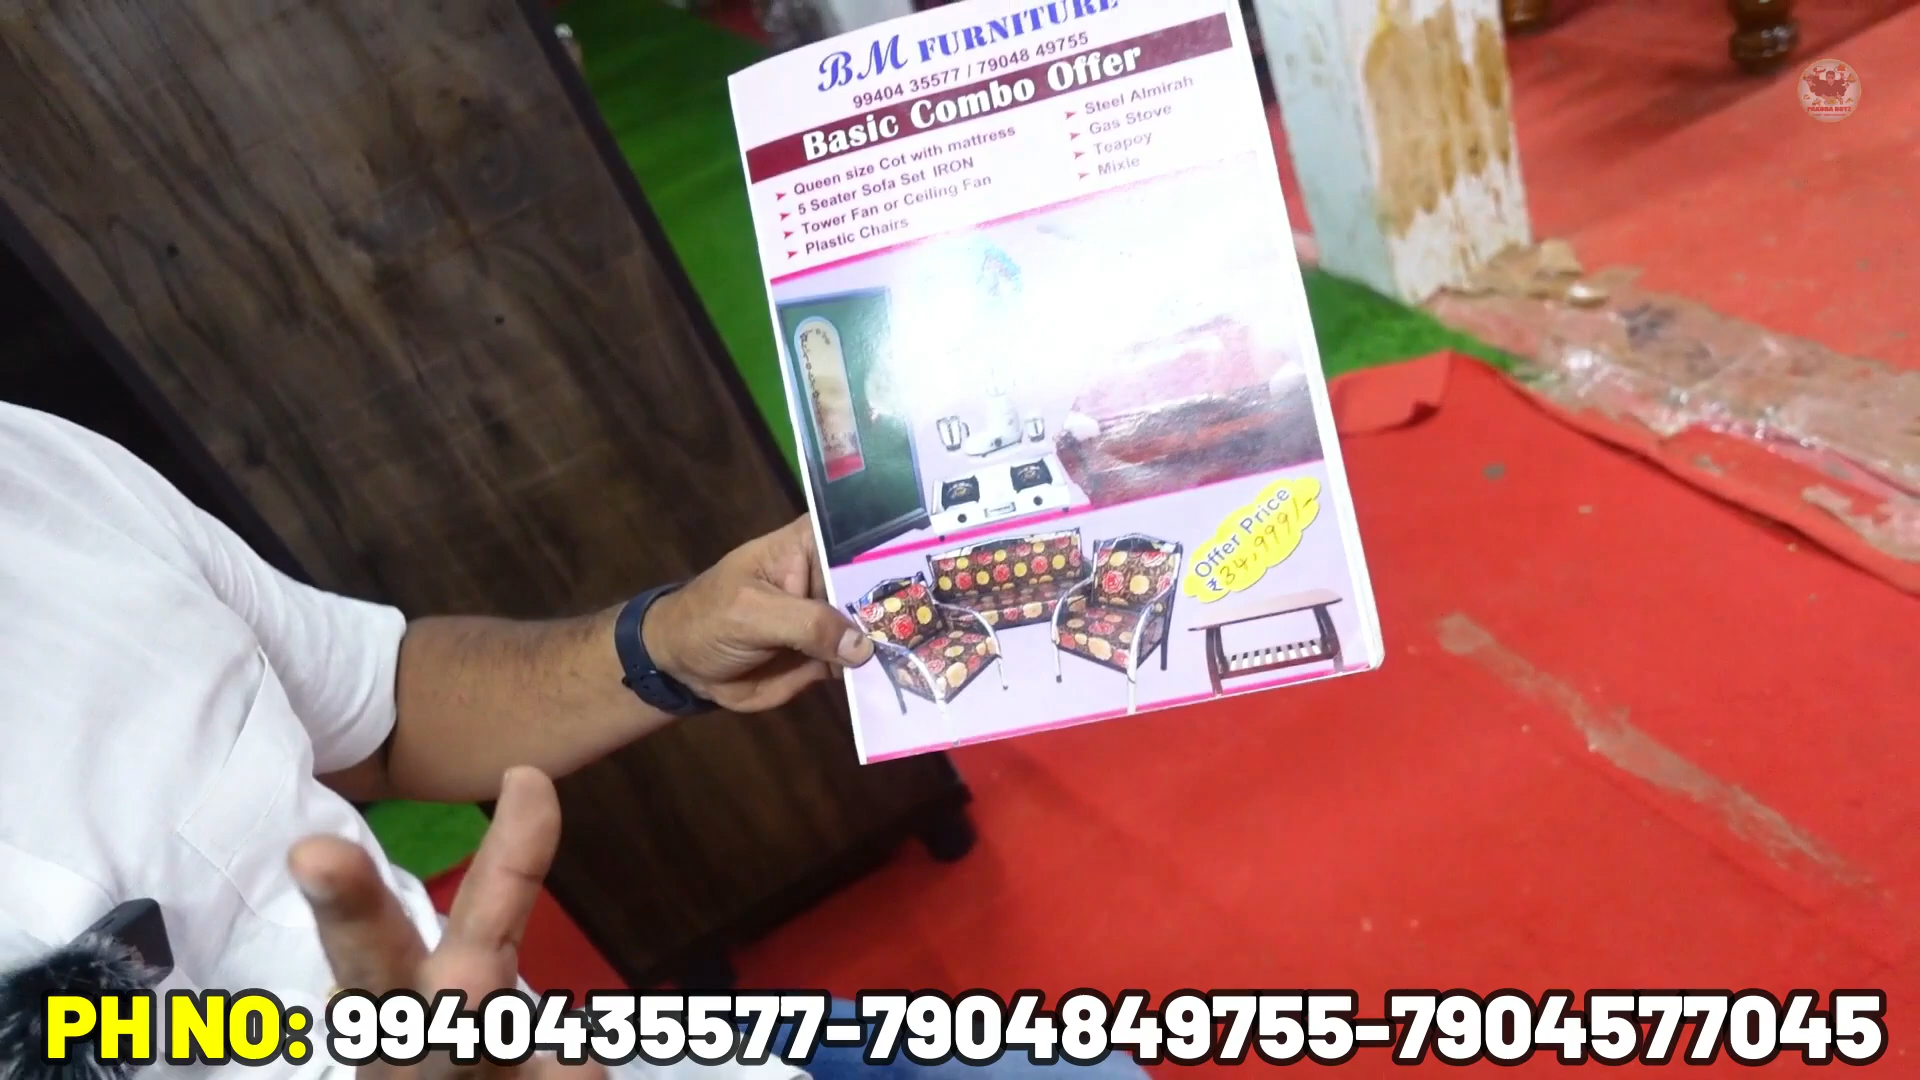 BM FURNITURE
99404 35577 / 79048 49755
Basic Combo Offer
➤ Queen size Cot with mattress
➤ 5 Seater Sofa Set IRON
➤ Tower Fan or Ceiling Fan
➤ Plastic Chairs
➤ Steel Almirah
➤ Gas Stove
➤ Teapoy
➤ Mixie
Offer Price
₹34,999/-
PRABHA BOYZ
PH NO: 9940435577-7904849755-7904577045